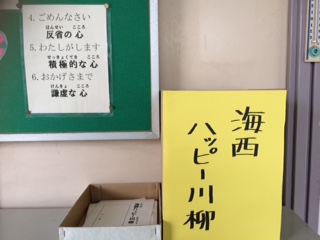 4. ごめんなさい
はんせい こころ
反省の 心
5. わたしがします
せっきょくてき こころ
積極的な 心
6. おかげさまで
けんきょ こころ
謙虚な 心
海西
ハッピー川柳